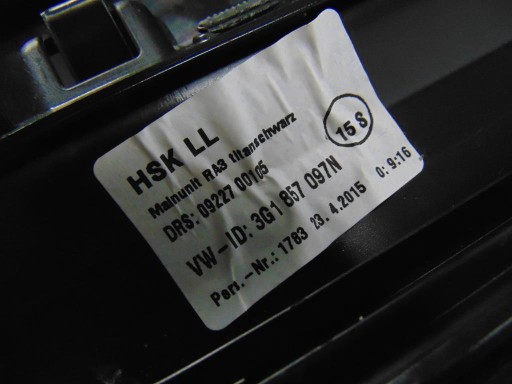 HSK LL
Mainunit RA3 titanschwarz
DRS: 09227 00105
15 S
VW-ID: 3G1 857 097N
Pers.-Nr.: 1783 23.4.2015 0: 9:16